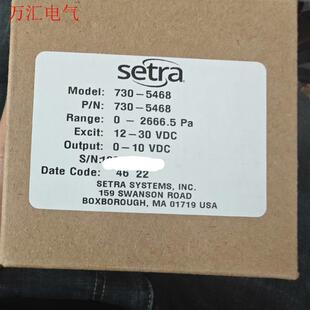 万汇电气
setra
Model: 730-5468
P/N: 730-5468
Range: 0 - 2666.5 Pa
Excit: 12-30 VDC
Output: 0-10 VDC
S/N:
Date Code: 46 22
SETRA SYSTEMS, INC.
159 SWANSON ROAD
BOXBOROUGH, MA 01719 USA